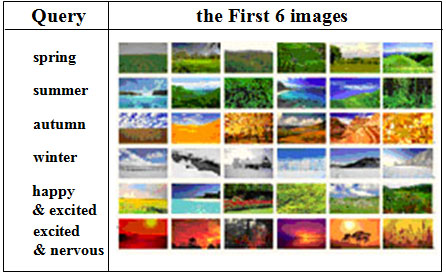 Query the First 6 images
spring
summer
autumn
winter
happy
& excited
excited
& nervous